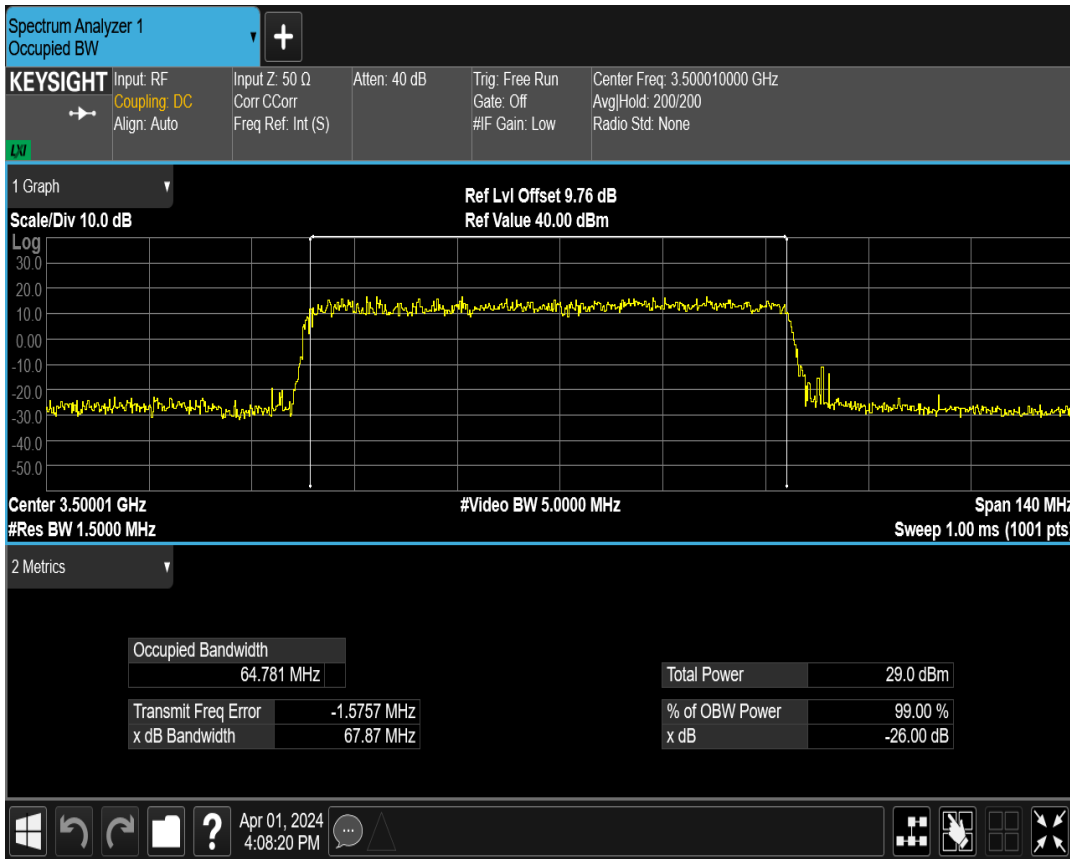 Spectrum Analyzer 1
Occupied BW
+
KEYSIGHT
LXI
Input: RF
Coupling: DC
Align: Auto
Input Z: 50 Ω
Corr CCorr
Freq Ref: Int (S)
Atten: 40 dB
Trig: Free Run
Gate: Off
#IF Gain: Low
Center Freq: 3.500010000 GHz
Avg|Hold: 200/200
Radio Std: None
1 Graph
Ref Lvl Offset 9.76 dB
Scale/Div 10.0 dB
Ref Value 40.00 dBm
Log
30.0
20.0
10.0
0.00
-10.0
-20.0
-30.0
-40.0
-50.0
Center 3.50001 GHz
#Video BW 5.0000 MHz
Span 140 MHz
#Res BW 1.5000 MHz
Sweep 1.00 ms (1001 pts)
2 Metrics
Occupied Bandwidth
64.781 MHz
Total Power 29.0 dBm
Transmit Freq Error -1.5757 MHz
% of OBW Power 99.00 %
x dB Bandwidth 67.87 MHz
x dB -26.00 dB
?
Apr 01, 2024
4:08:20 PM